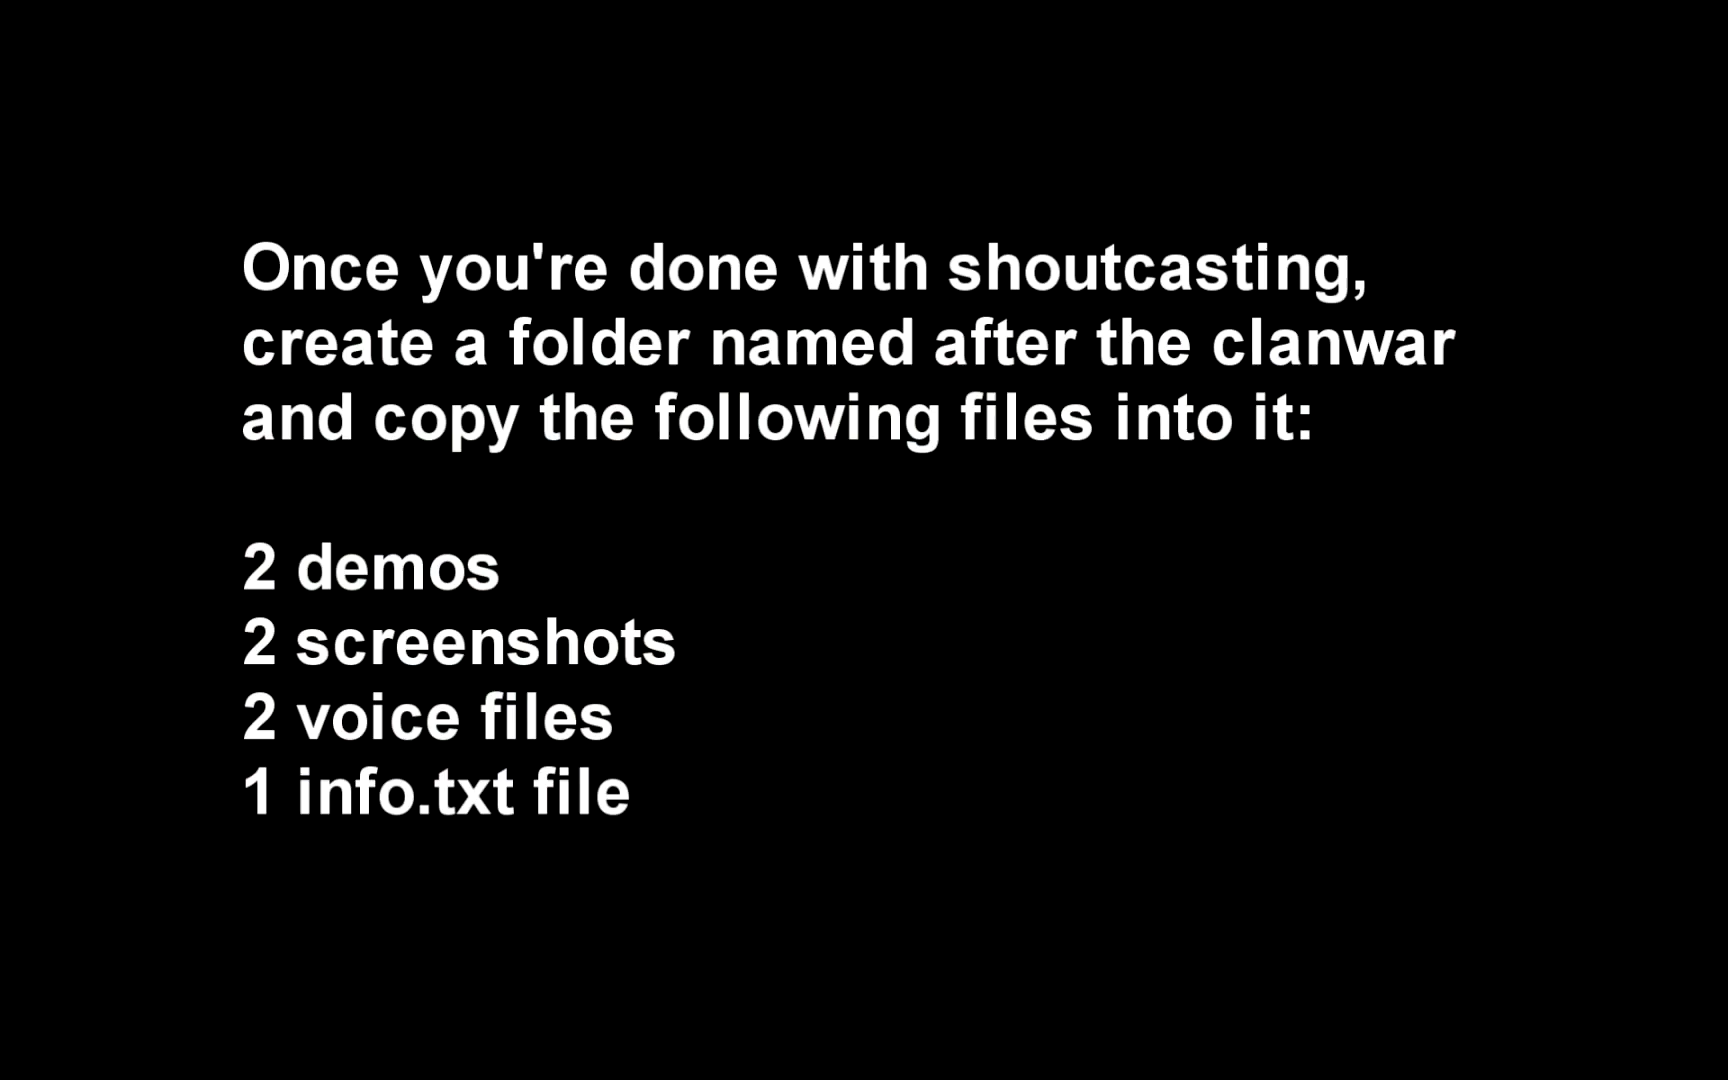 Once you're done with shoutcasting,
create a folder named after the clanwar
and copy the following files into it:
2 demos
2 screenshots
2 voice files
1 info.txt file